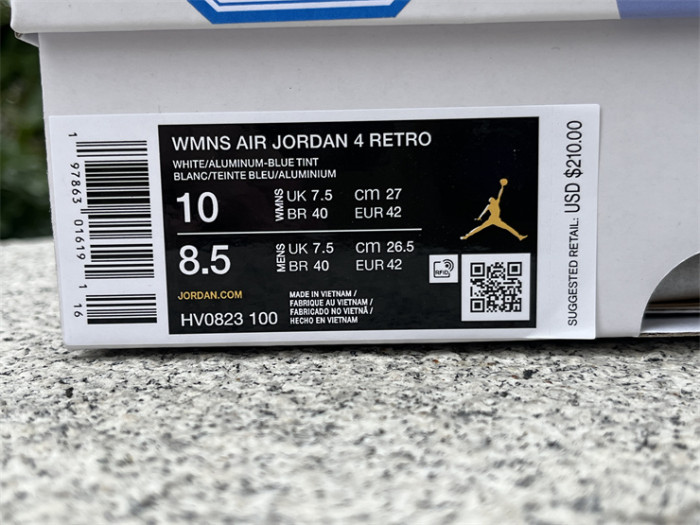 WMNS AIR JORDAN 4 RETRO
WHITE/ALUMINUM-BLUE TINT
BLANC/TEINTE BLEU/ALUMINIUM
10 WMNS UK 7.5 cm 27
BR 40 EUR 42
8.5 MENS UK 7.5 cm 26.5
BR 40 EUR 42
JORDAN.COM
HV0823 100
MADE IN VIETNAM /
FABRIQUE AU VIETNAM /
FABRICADO NO VIETNÃ /
HECHO EN VIETNAM
RFID
SUGGESTED RETAIL: USD $210.00
1 97863 01619 1 16